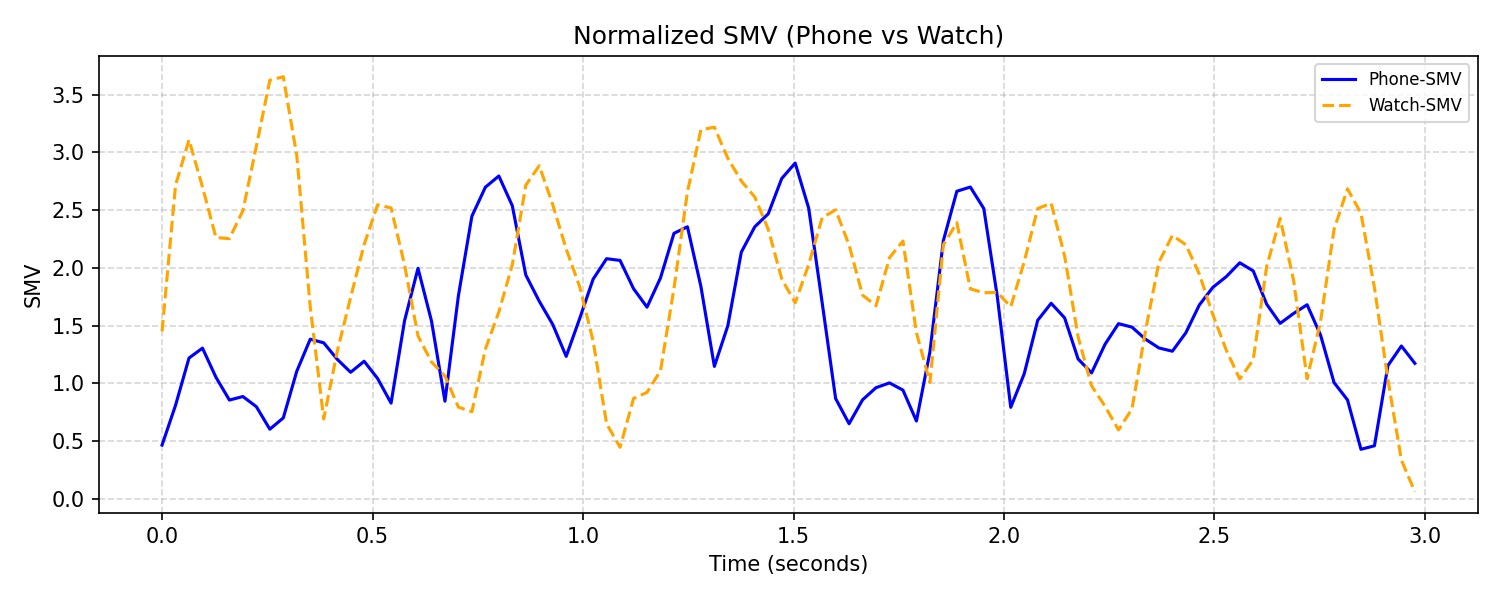 Normalized SMV (Phone vs Watch)
Phone-SMV
Watch-SMV
SMV
3.5
3.0
2.5
2.0
1.5
1.0
0.5
0.0
0.0 0.5 1.0 1.5 2.0 2.5 3.0
Time (seconds)